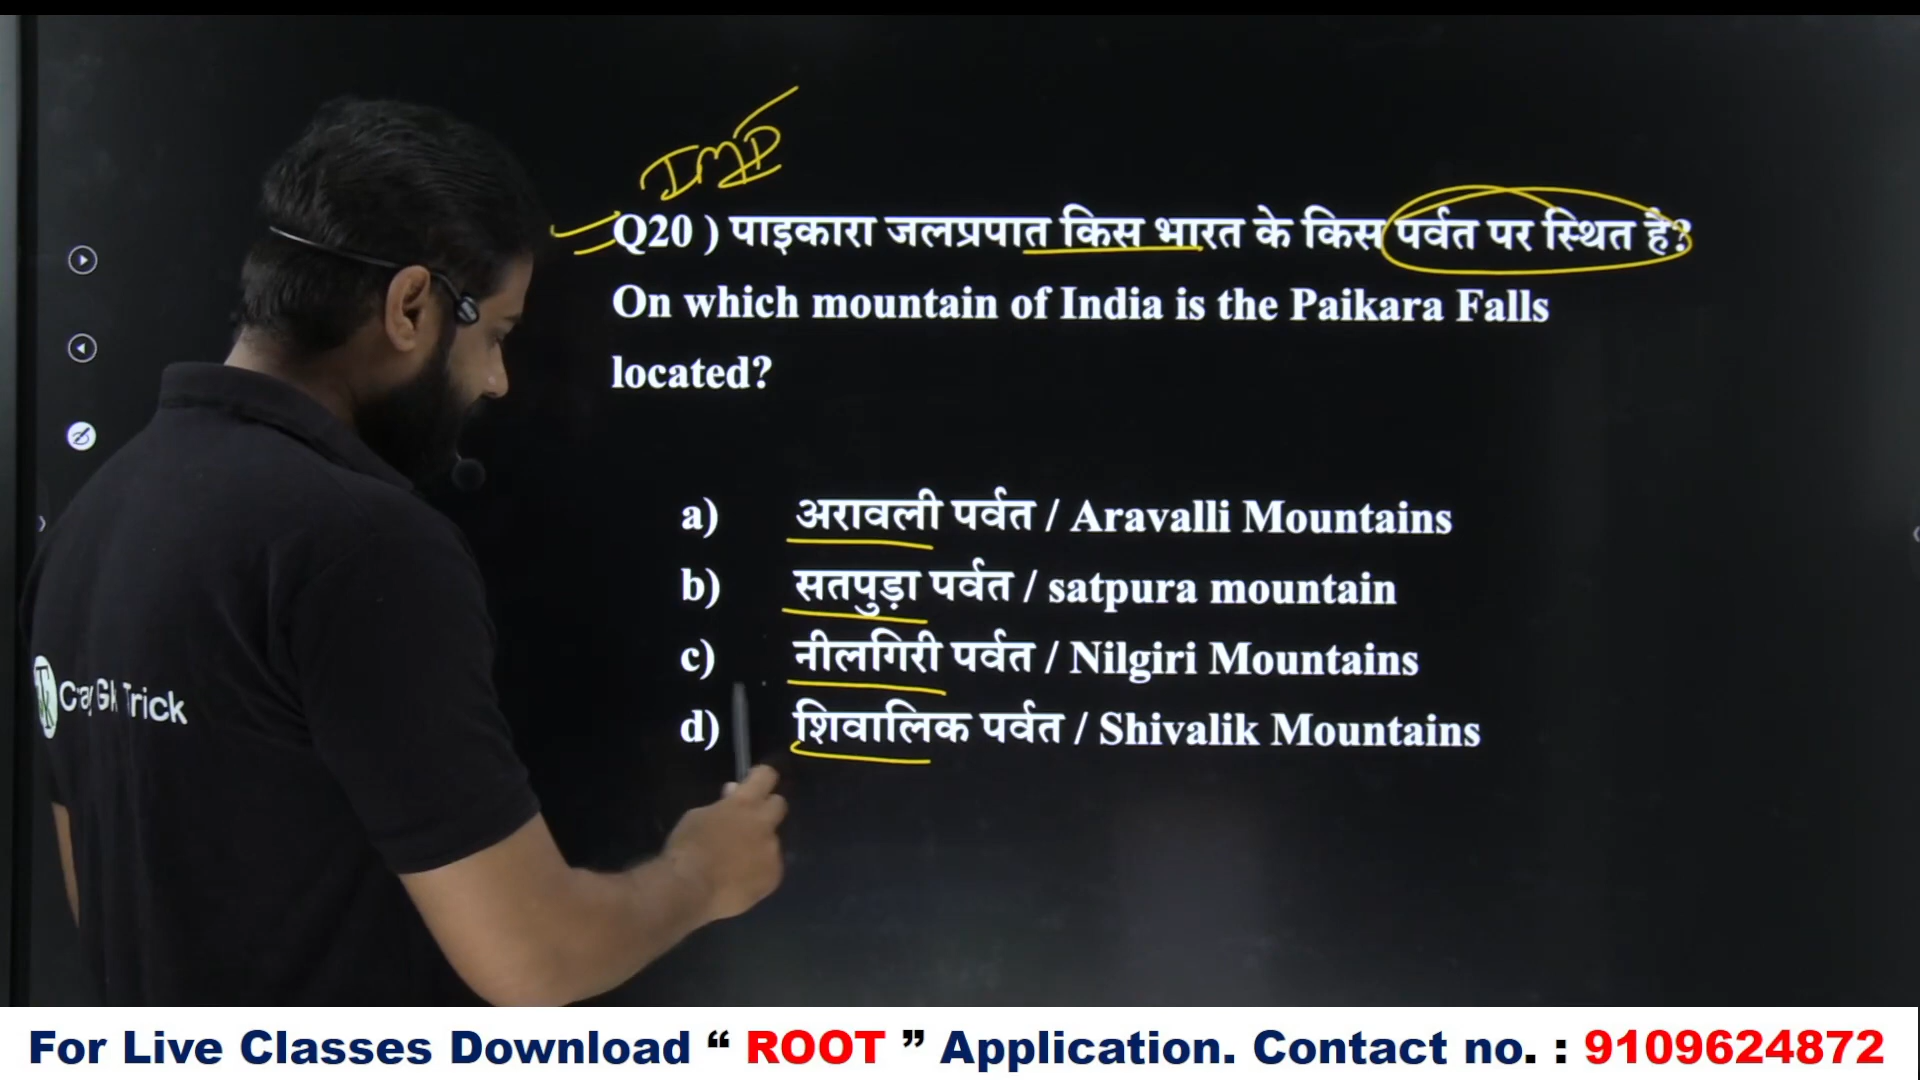 IMP
Q20 ) पाइकारा जलप्रपात किस भारत के किस पर्वत पर स्थित है?
On which mountain of India is the Paikara Falls
located?
a) अरावली पर्वत / Aravalli Mountains
b) सतपुड़ा पर्वत / satpura mountain
c) नीलगिरी पर्वत / Nilgiri Mountains
d) शिवालिक पर्वत / Shivalik Mountains
Trick
For Live Classes Download “ ROOT ” Application. Contact no. : 9109624872